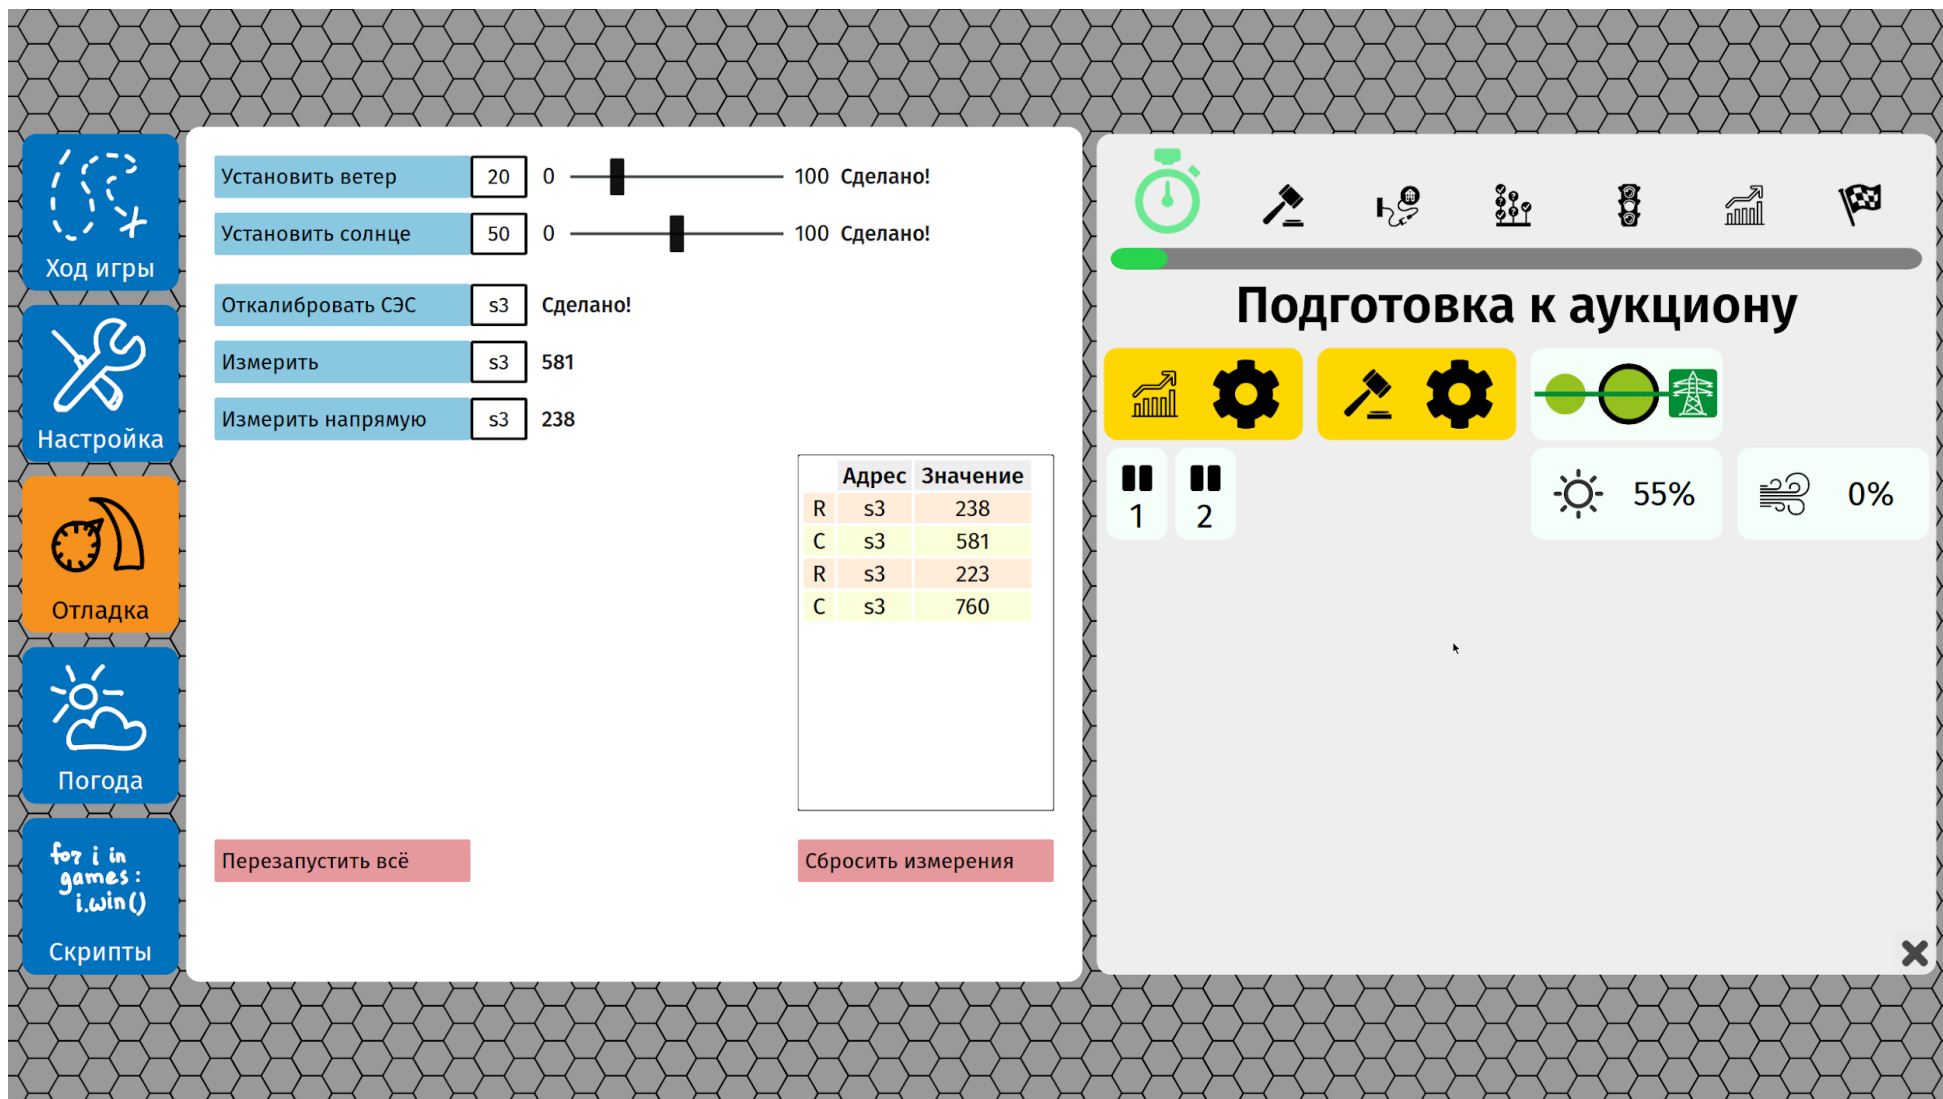 Ход игры
Настройка
Отладка
Погода
for i in
games:
i.win()
Скрипты
Установить ветер 20 0 100 Сделано!
Установить солнце 50 0 100 Сделано!
Откалибровать СЭС s3 Сделано!
Измерить s3 581
Измерить напрямую s3 238
Адрес Значение
R s3 238
C s3 581
R s3 223
C s3 760
Перезапустить всё
Сбросить измерения
Подготовка к аукциону
1 2 55% 0%